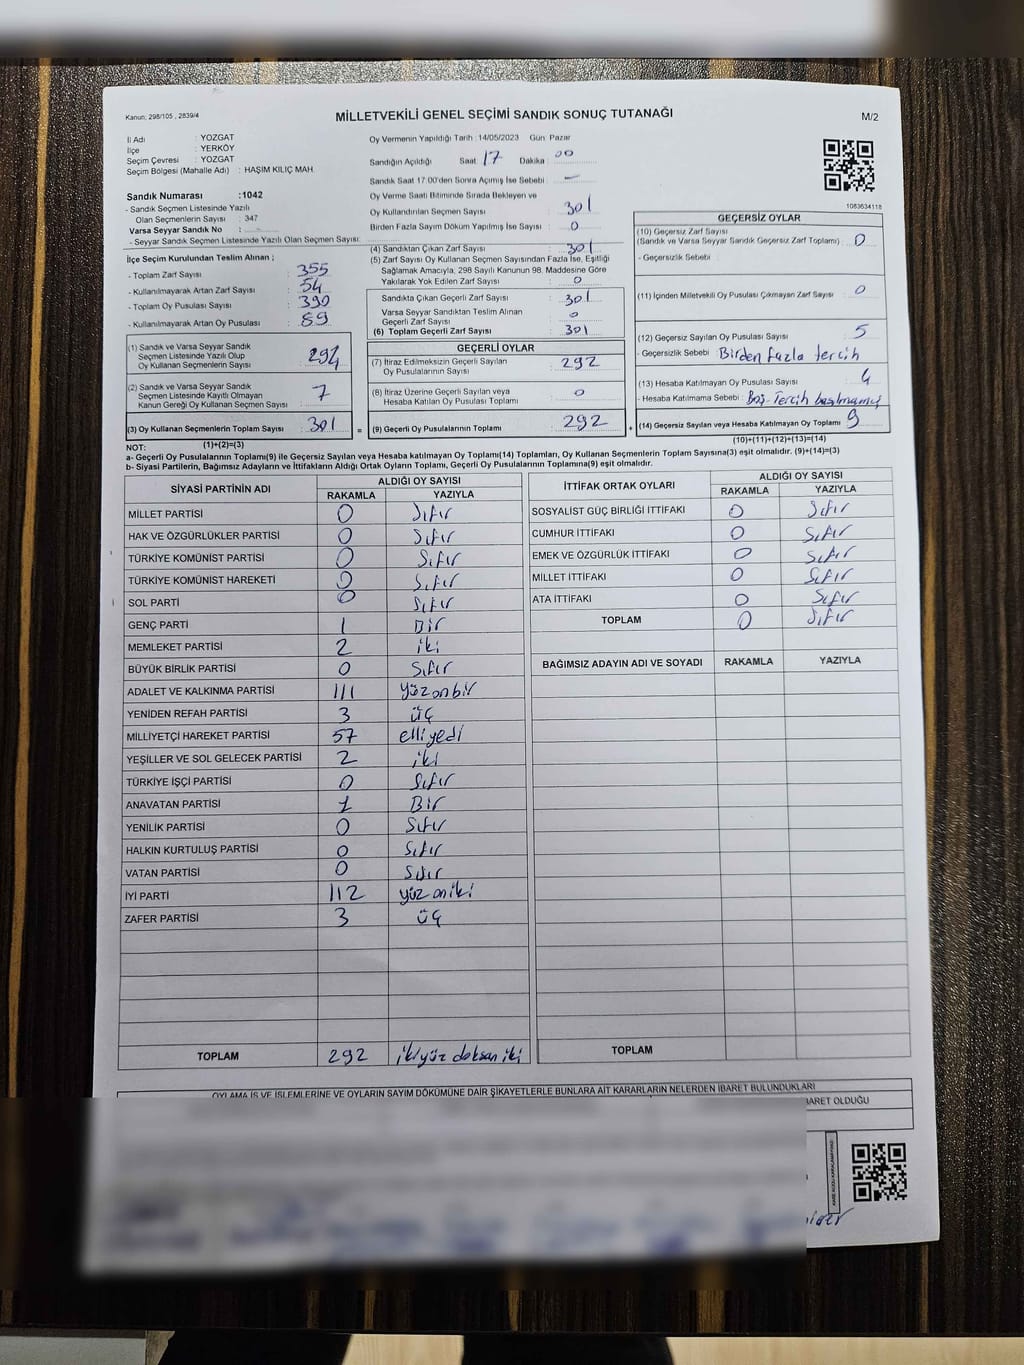 Kanun: 298/105 , 2839/4
MİLLETVEKİLİ GENEL SEÇİMİ SANDIK SONUÇ TUTANAĞI
M/2
İl Adı : YOZGAT
İlçe : YERKÖY
Seçim Çevresi : YOZGAT
Seçim Bölgesi (Mahalle Adı) : HAŞIM KILIÇ MAH.
Sandık Numarası :1042
- Sandık Seçmen Listesinde Yazılı
Olan Seçmenlerin Sayısı : 347
Varsa Seyyar Sandık No :
- Seyyar Sandık Seçmen Listesinde Yazılı Olan Seçmen Sayısı:
İlçe Seçim Kurulundan Teslim Alınan ;
- Toplam Zarf Sayısı : 355
- Kullanılmayarak Artan Zarf Sayısı : 54
- Toplam Oy Pusulası Sayısı : 390
- Kullanılmayarak Artan Oy Pusulası : 89
(1) Sandık ve Varsa Seyyar Sandık
Seçmen Listesinde Yazılı Olup
Oy Kullanan Seçmenlerin Sayısı 294
(2) Sandık ve Varsa Seyyar Sandık
Seçmen Listesinde Kayıtlı Olmayan
Kanun Gereği Oy Kullanan Seçmen Sayısı 7
(3) Oy Kullanan Seçmenlerin Toplam Sayısı 301
(1)+(2)=(3)
Oy Vermenin Yapıldığı Tarih :14/05/2023 Gün Pazar
Sandığın Açıldığı Saat 17 Dakika : 00
Sandık Saat 17:00'den Sonra Açmış İse Sebebi : —
Oy Verme Saati Bitiminde Sırada Bekleyen ve
Oy Kullandırılan Seçmen Sayısı : 301
Birden Fazla Sayım Döküm Yapılmış İse Sayısı : 0
(4) Sandıktan Çıkan Zarf Sayısı : 301
(5) Zarf Sayısı Oy Kullanan Seçmen Sayısından Fazla İse, Eşitliği
Sağlamak Amacıyla, 298 Sayılı Kanunun 98. Maddesine Göre
Yakılarak Yok Edilen Zarf Sayısı : 0
Sandıkta Çıkan Geçerli Zarf Sayısı : 301
Varsa Seyyar Sandıktan Teslim Alınan
Geçerli Zarf Sayısı : 0
(6) Toplam Geçerli Zarf Sayısı : 301
GEÇERLİ OYLAR
(7) İtiraz Edilmeksizin Geçerli Sayılan
Oy Pusulalarının Sayısı : 292
(8) İtiraz Üzerine Geçerli Sayılan veya
Hesaba Katılan Oy Pusulası Toplamı : 0
= (9) Geçerli Oy Pusulalarının Toplamı : 292 +
1083634118
GEÇERSİZ OYLAR
(10) Geçersiz Zarf Sayısı
(Sandık ve Varsa Seyyar Sandık Geçersiz Zarf Toplamı) : 0
- Geçersizlik Sebebi :
(11) İçinden Milletvekili Oy Pusulası Çıkmayan Zarf Sayısı : 0
(12) Geçersiz Sayılan Oy Pusulası Sayısı : 5
- Geçersizlik Sebebi : Birden fazla tercih
(13) Hesaba Katılmayan Oy Pusulası Sayısı : 4
- Hesaba Katılmama Sebebi : Boş-Tercih basılmamış
(14) Geçersiz Sayılan veya Hesaba Katılmayan Oy Toplamı : 9
(10)+(11)+(12)+(13)=(14)
NOT:
a- Geçerli Oy Pusulalarının Toplamı(9) ile Geçersiz Sayılan veya Hesaba Katılmayan Oy Toplamı(14) Toplamları, Oy Kullanan Seçmenlerin Toplam Sayısına(3) eşit olmalıdır. (9)+(14)=(3)
b- Siyasi Partilerin, Bağımsız Adayların ve İttifakların Aldığı Ortak Oyların Toplamı, Geçerli Oy Pusulalarının Toplamına(9) eşit olmalıdır.
SİYASİ PARTİNİN ADI ALDIĞI OY SAYISI
RAKAMLA YAZIYLA
MİLLET PARTİSİ 0 Sıfır
HAK VE ÖZGÜRLÜKLER PARTİSİ 0 Sıfır
TÜRKİYE KOMÜNİST PARTİSİ 0 Sıfır
TÜRKİYE KOMÜNİST HAREKETİ 0 Sıfır
SOL PARTİ 0 Sıfır
GENÇ PARTİ 1 Bir
MEMLEKET PARTİSİ 2 iki
BÜYÜK BİRLİK PARTİSİ 0 Sıfır
ADALET VE KALKINMA PARTİSİ 111 yüzonbir
YENİDEN REFAH PARTİSİ 3 üç
MİLLİYETÇİ HAREKET PARTİSİ 57 elliyedi
YEŞİLLER VE SOL GELECEK PARTİSİ 2 iki
TÜRKİYE İŞÇİ PARTİSİ 0 Sıfır
ANAVATAN PARTİSİ 1 Bir
YENİLİK PARTİSİ 0 Sıfır
HALKIN KURTULUŞ PARTİSİ 0 Sıfır
VATAN PARTİSİ 0 Sıfır
İYİ PARTİ 112 yüz oniki
ZAFER PARTİSİ 3 üç
TOPLAM 292 ikiyüz doksan iki
İTTİFAK ORTAK OYLARI ALDIĞI OY SAYISI
RAKAMLA YAZIYLA
SOSYALİST GÜÇ BİRLİĞİ İTTİFAKI 0 Sıfır
CUMHUR İTTİFAKI 0 Sıfır
EMEK VE ÖZGÜRLÜK İTTİFAKI 0 Sıfır
MİLLET İTTİFAKI 0 Sıfır
ATA İTTİFAKI 0 Sıfır
TOPLAM 0 Sıfır
BAĞIMSIZ ADAYIN ADI VE SOYADI RAKAMLA YAZIYLA
TOPLAM
OYLAMA İŞ VE İŞLEMLERİNE VE OYLARIN SAYIM DÖKÜMÜNE DAİR ŞİKAYETLERLE BUNLARA AİT KARARLARIN NELERDEN İBARET BULUNDUKLARI
BARET OLDUĞU